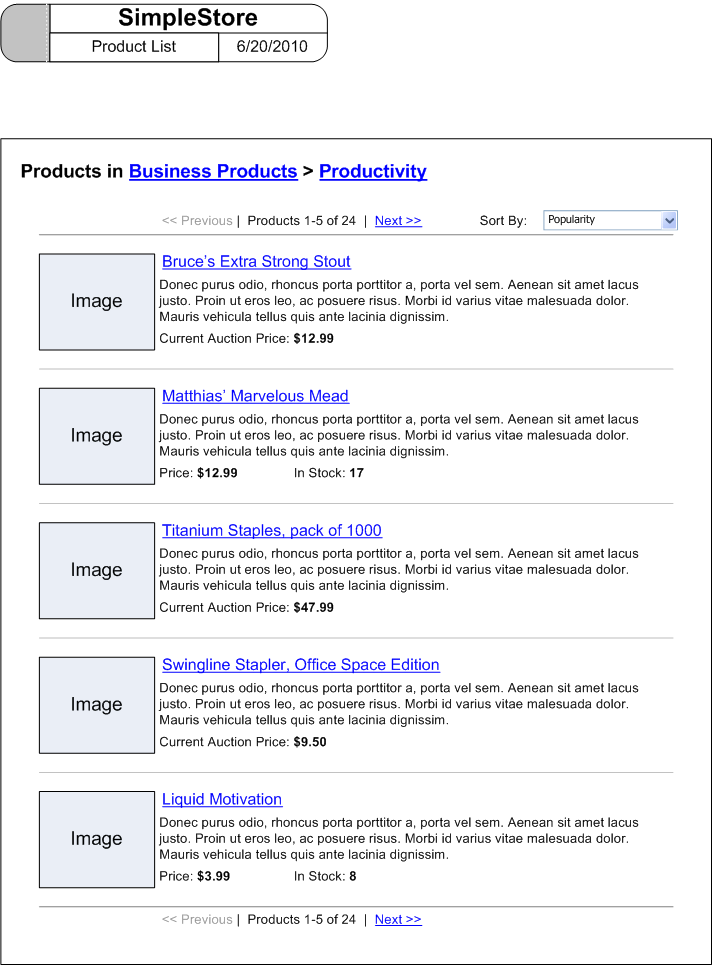 SimpleStore
Product List 6/20/2010
Products in Business Products > Productivity
<< Previous | Products 1-5 of 24 | Next >> Sort By: Popularity
Image
Bruce's Extra Strong Stout
Donec purus odio, rhoncus porta porttitor a, porta vel sem. Aenean sit amet lacus
justo. Proin ut eros leo, ac posuere risus. Morbi id varius vitae malesuada dolor.
Mauris vehicula tellus quis ante lacinia dignissim.
Current Auction Price: $12.99
Image
Matthias' Marvelous Mead
Donec purus odio, rhoncus porta porttitor a, porta vel sem. Aenean sit amet lacus
justo. Proin ut eros leo, ac posuere risus. Morbi id varius vitae malesuada dolor.
Mauris vehicula tellus quis ante lacinia dignissim.
Price: $12.99 In Stock: 17
Image
Titanium Staples, pack of 1000
Donec purus odio, rhoncus porta porttitor a, porta vel sem. Aenean sit amet lacus
justo. Proin ut eros leo, ac posuere risus. Morbi id varius vitae malesuada dolor.
Mauris vehicula tellus quis ante lacinia dignissim.
Current Auction Price: $47.99
Image
Swingline Stapler, Office Space Edition
Donec purus odio, rhoncus porta porttitor a, porta vel sem. Aenean sit amet lacus
justo. Proin ut eros leo, ac posuere risus. Morbi id varius vitae malesuada dolor.
Mauris vehicula tellus quis ante lacinia dignissim.
Current Auction Price: $9.50
Image
Liquid Motivation
Donec purus odio, rhoncus porta porttitor a, porta vel sem. Aenean sit amet lacus
justo. Proin ut eros leo, ac posuere risus. Morbi id varius vitae malesuada dolor.
Mauris vehicula tellus quis ante lacinia dignissim.
Price: $3.99 In Stock: 8
<< Previous | Products 1-5 of 24 | Next >>